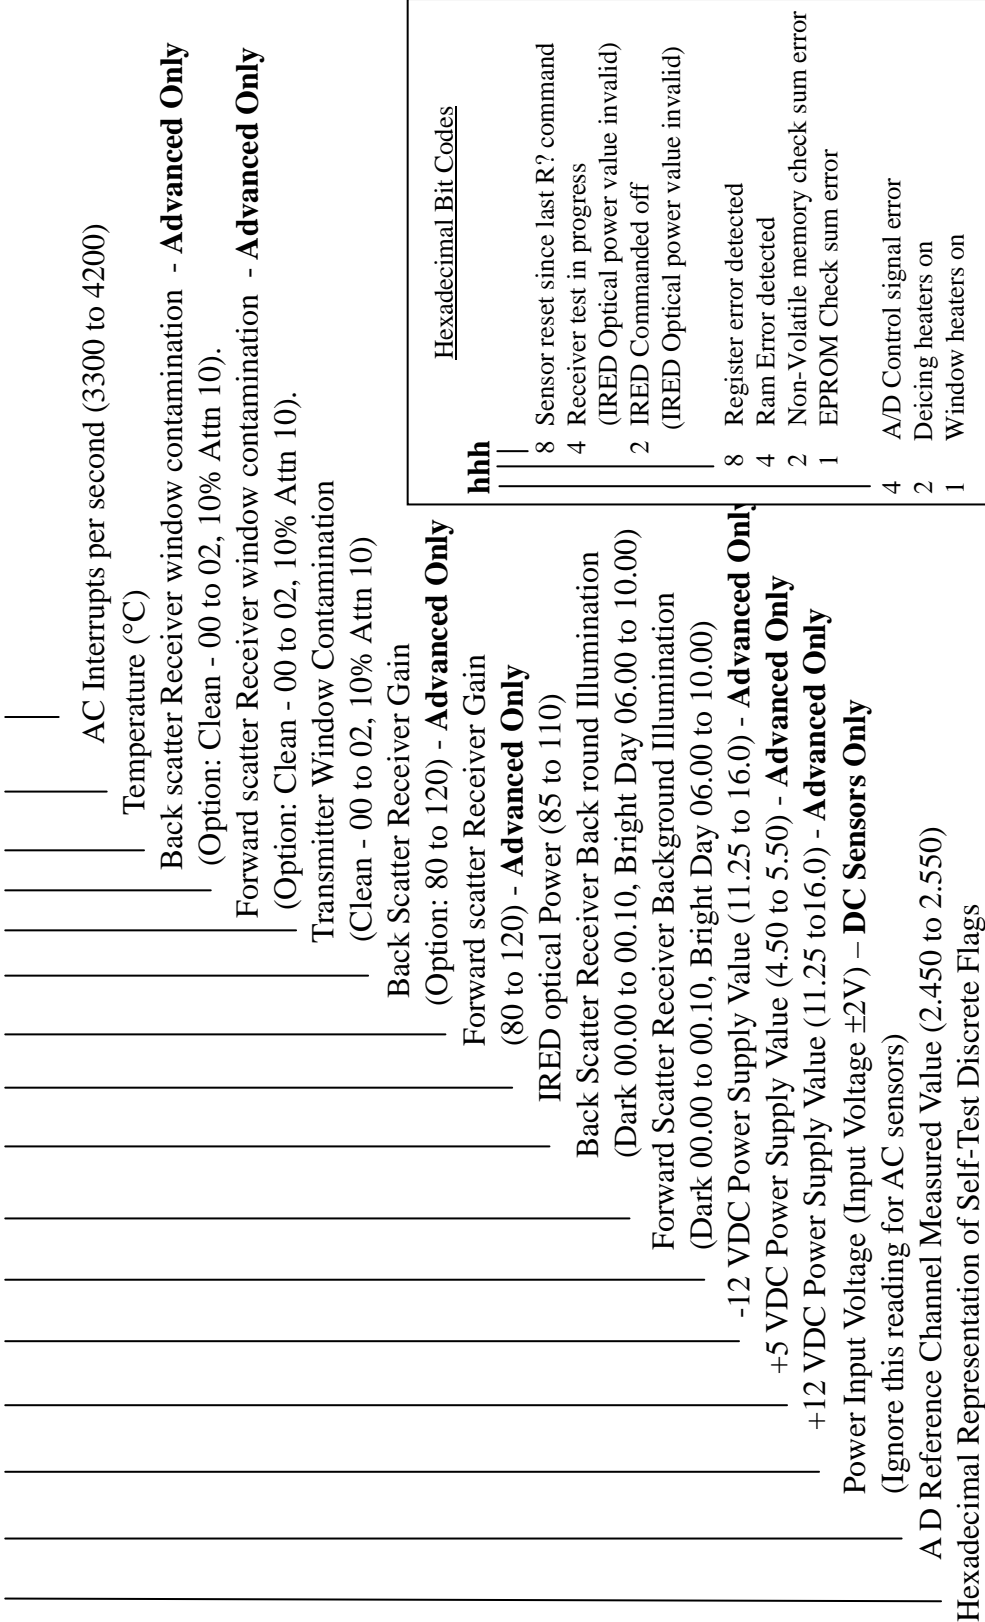 AC Interrupts per second (3300 to 4200)
Temperature (°C)
Back scatter Receiver window contamination - Advanced Only
(Option: Clean - 00 to 02, 10% Attn 10).
Forward scatter Receiver window contamination - Advanced Only
(Option: Clean - 00 to 02, 10% Attn 10).
Transmitter Window Contamination
(Clean - 00 to 02, 10% Attn 10)
Back Scatter Receiver Gain
(Option: 80 to 120) - Advanced Only
Forward scatter Receiver Gain
(80 to 120) - Advanced Only
IRED optical Power (85 to 110)
Back Scatter Receiver Back round Illumination
(Dark 00.00 to 00.10, Bright Day 06.00 to 10.00)
Forward Scatter Receiver Background Illumination
(Dark 00.00 to 00.10, Bright Day 06.00 to 10.00)
-12 VDC Power Supply Value (11.25 to 16.0) - Advanced Only
+5 VDC Power Supply Value (4.50 to 5.50) - Advanced Only
+12 VDC Power Supply Value (11.25 to16.0) - Advanced Only
Power Input Voltage (Input Voltage ±2V) – DC Sensors Only
(Ignore this reading for AC sensors)
A D Reference Channel Measured Value (2.450 to 2.550)
Hexadecimal Representation of Self-Test Discrete Flags
Hexadecimal Bit Codes
hhh
8 Sensor reset since last R? command
4 Receiver test in progress
(IRED Optical power value invalid)
2 IRED Commanded off
(IRED Optical power value invalid)
8 Register error detected
4 Ram Error detected
2 Non-Volatile memory check sum error
1 EPROM Check sum error
4 A/D Control signal error
2 Deicing heaters on
1 Window heaters on